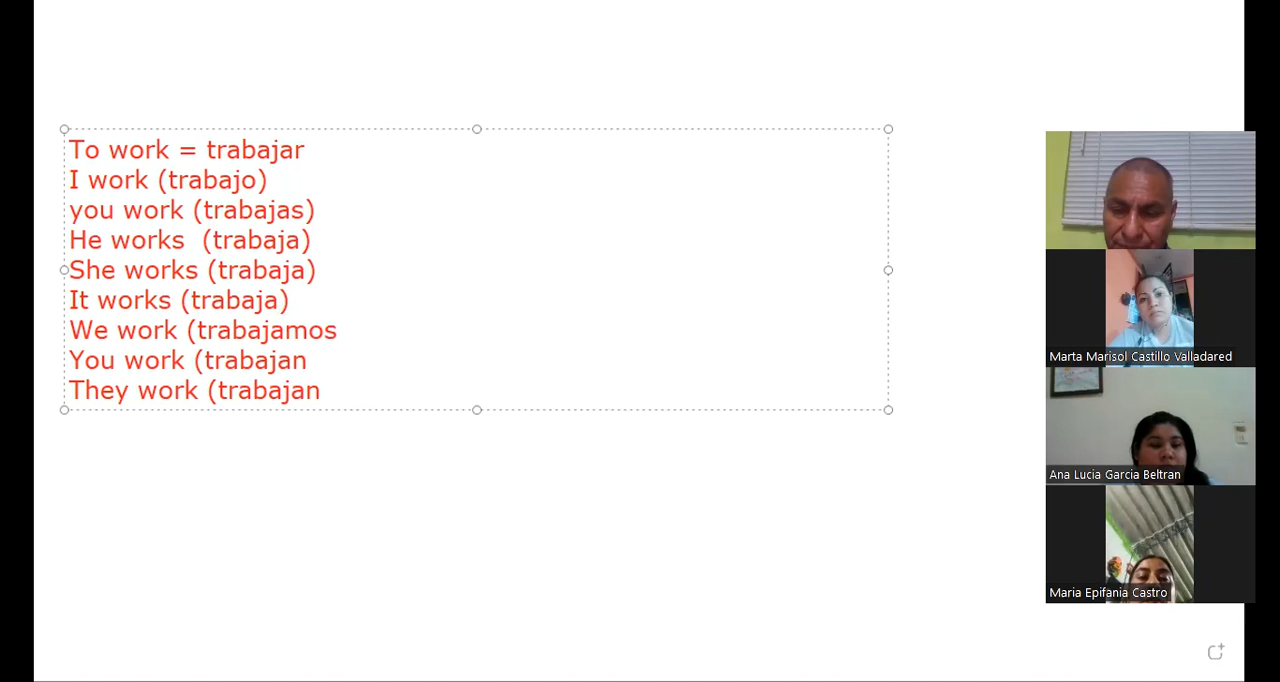 To work = trabajar
I work (trabajo)
you work (trabajas)
He works  (trabaja)
She works (trabaja)
It works (trabaja)
We work (trabajamos
You work (trabajan
They work (trabajan
Marta Marisol Castillo Valladared
Ana Lucia Garcia Beltran
Maria Epifania Castro